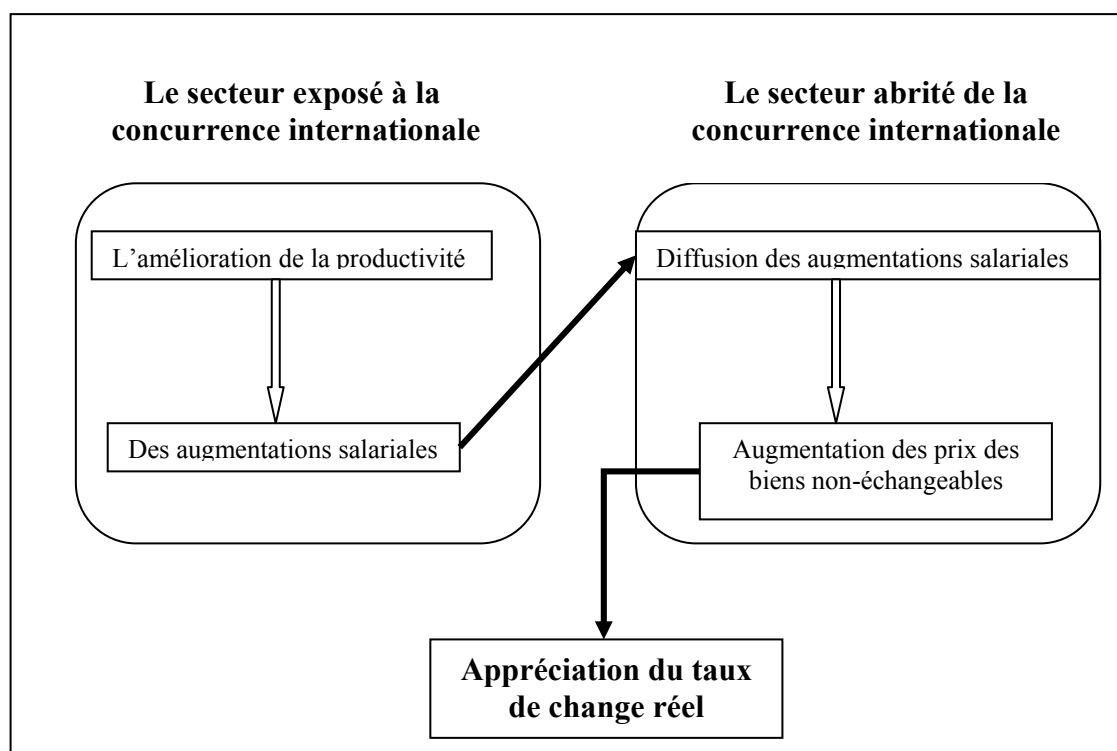 Le secteur exposé à la
concurrence internationale
Le secteur abrité de la
concurrence internationale
L’amélioration de la productivité
Diffusion des augmentations salariales
Des augmentations salariales
Augmentation des prix des
biens non-échangeables
Appréciation du taux
de change réel